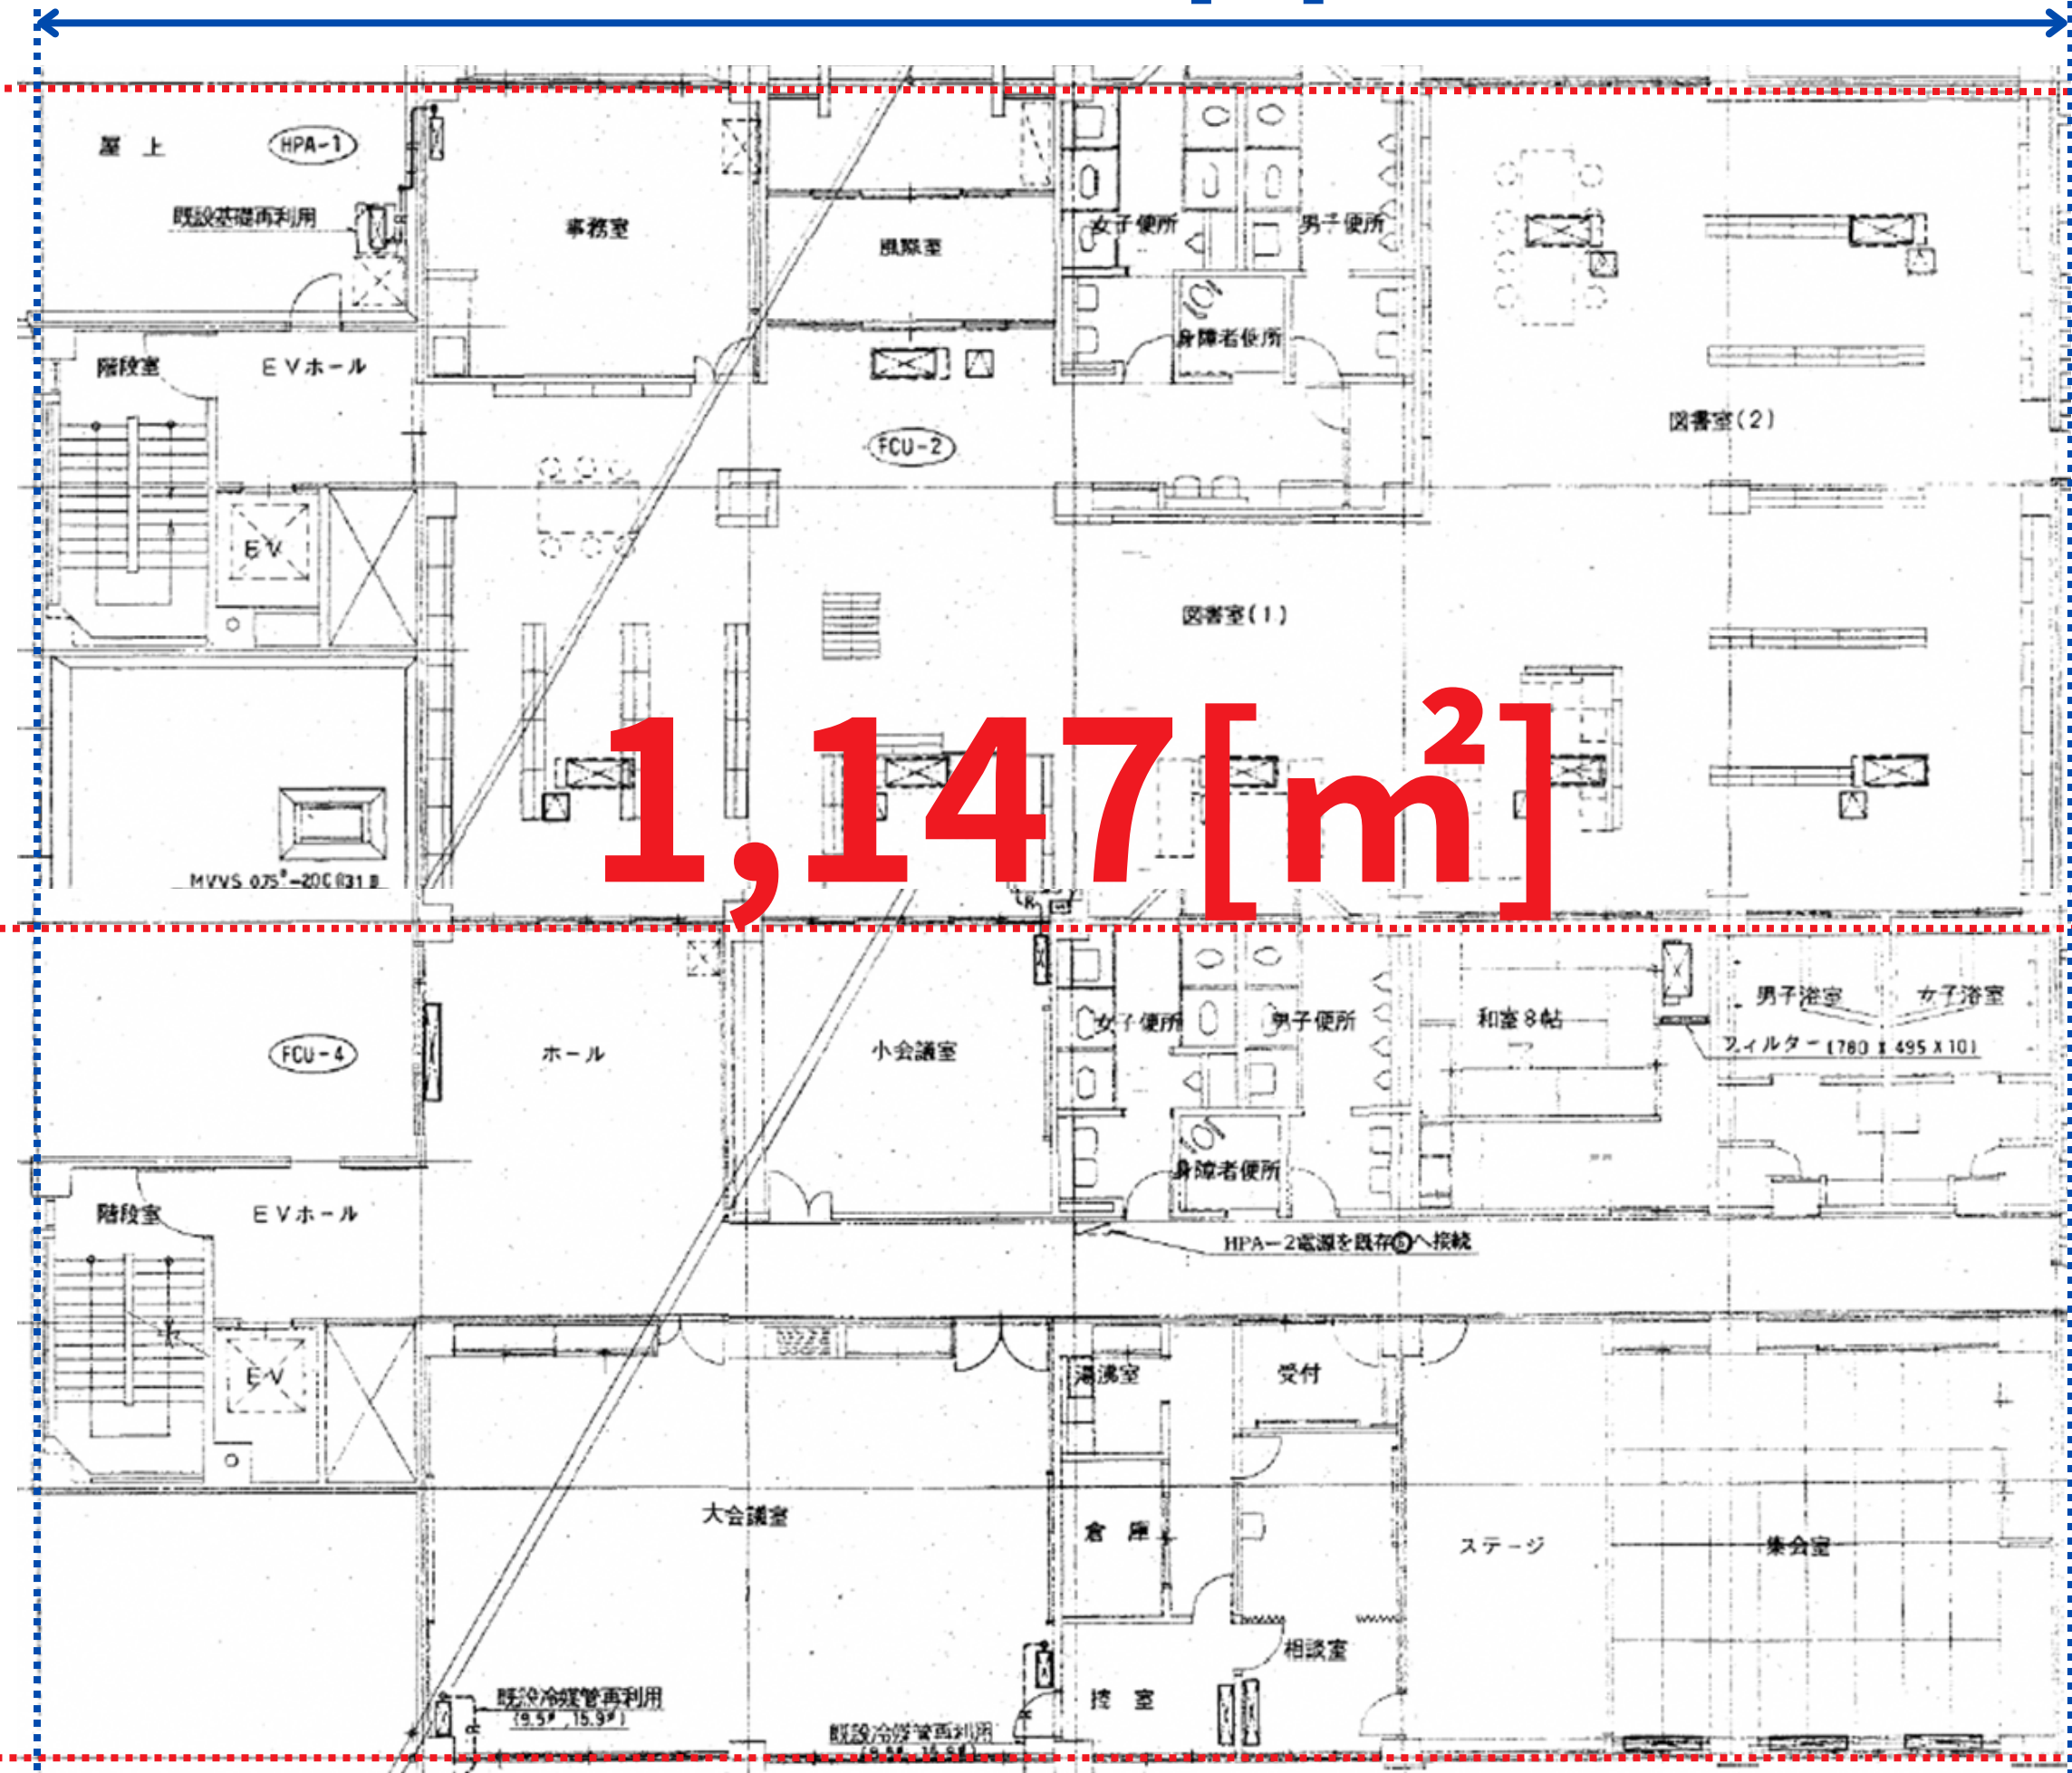 屋 上
HPA-1
既設基礎再利用
事務室
風除室
女子便所
男子便所
身障者便所
階段室
EVホール
FCU-2
図書室(2)
EV
図書室(1)
1,147[m²]
FCU-4
ホール
小会議室
女子便所
男子便所
和室8帖
男子浴室
女子浴室
フィルター (780 X 495 X 10)
身障者便所
階段室
EVホール
HPA-2電源を既存⑥へ接続
EV
湯沸室
受付
大会議室
倉 庫
ステージ
集会室
相談室
控 室
既設冷媒管再利用
(9.5φ,15.9φ)
既設冷媒管再利用